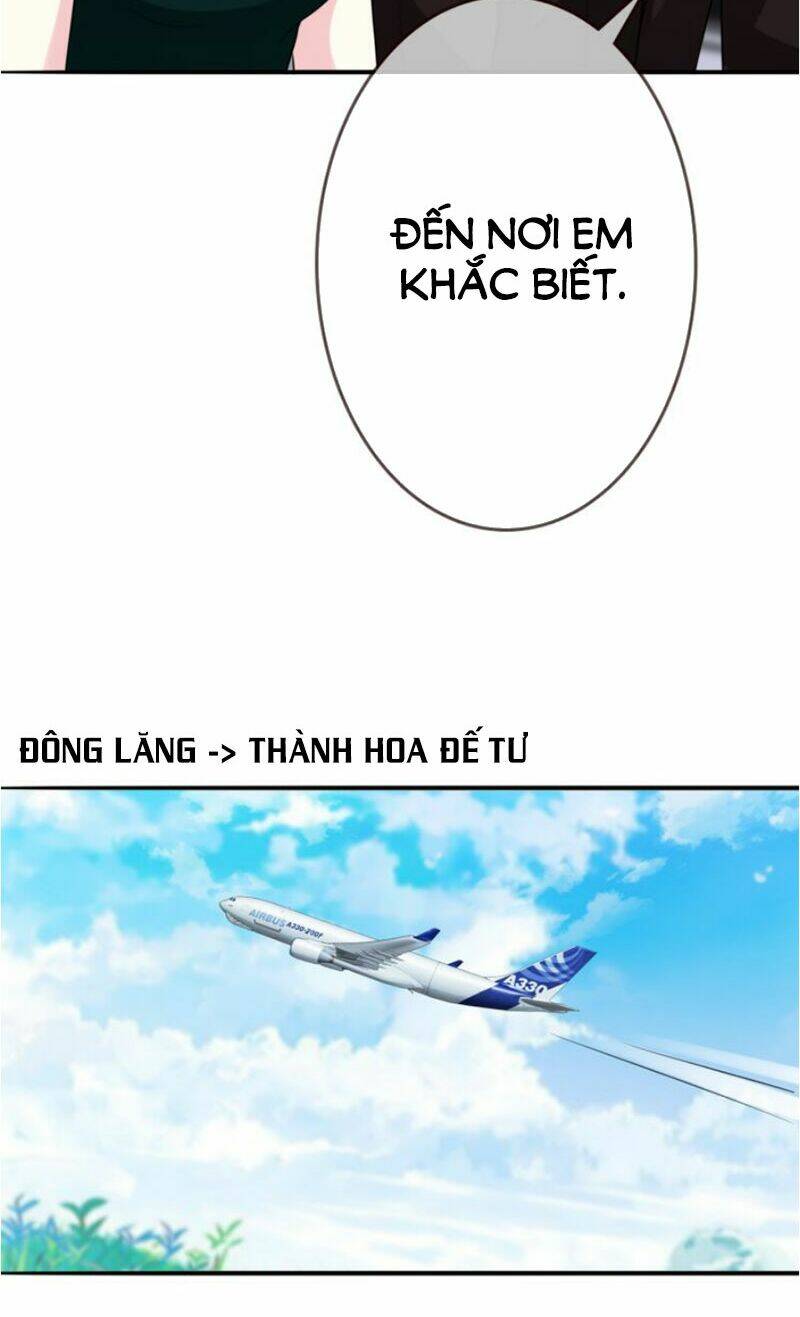 ĐẾN NƠI EM
KHẮC BIẾT.
ĐÔNG LĂNG -> THÀNH HOA ĐẾ TƯ
AIRBUS A330-200F
A330